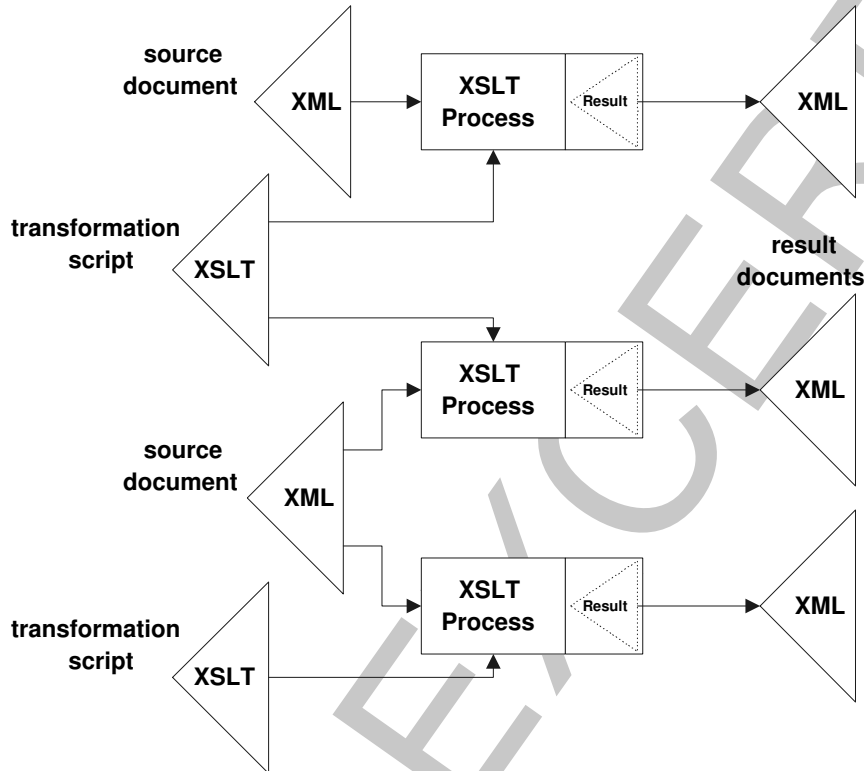 source
document
XML
XSLT
Process
Result
XML
transformation
script
XSLT
result
documents
XSLT
Process
Result
XML
source
document
XML
XSLT
Process
Result
XML
transformation
script
XSLT
EXCER